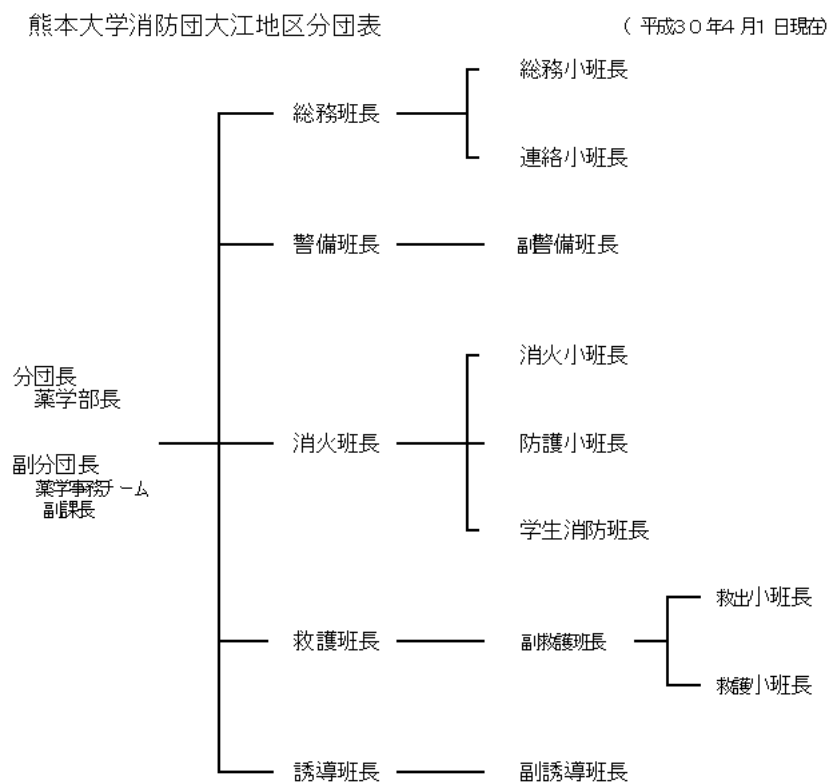 熊本大学消防団大江地区分団表
(平成30年4月1日現在)
総務小班長
総務班長
連絡小班長
警備班長
副警備班長
消火小班長
分団長
薬学部長
消火班長
防護小班長
副分団長
薬学事務チーム
副課長
学生消防班長
救出小班長
救護班長
副救護班長
救護小班長
誘導班長
副誘導班長